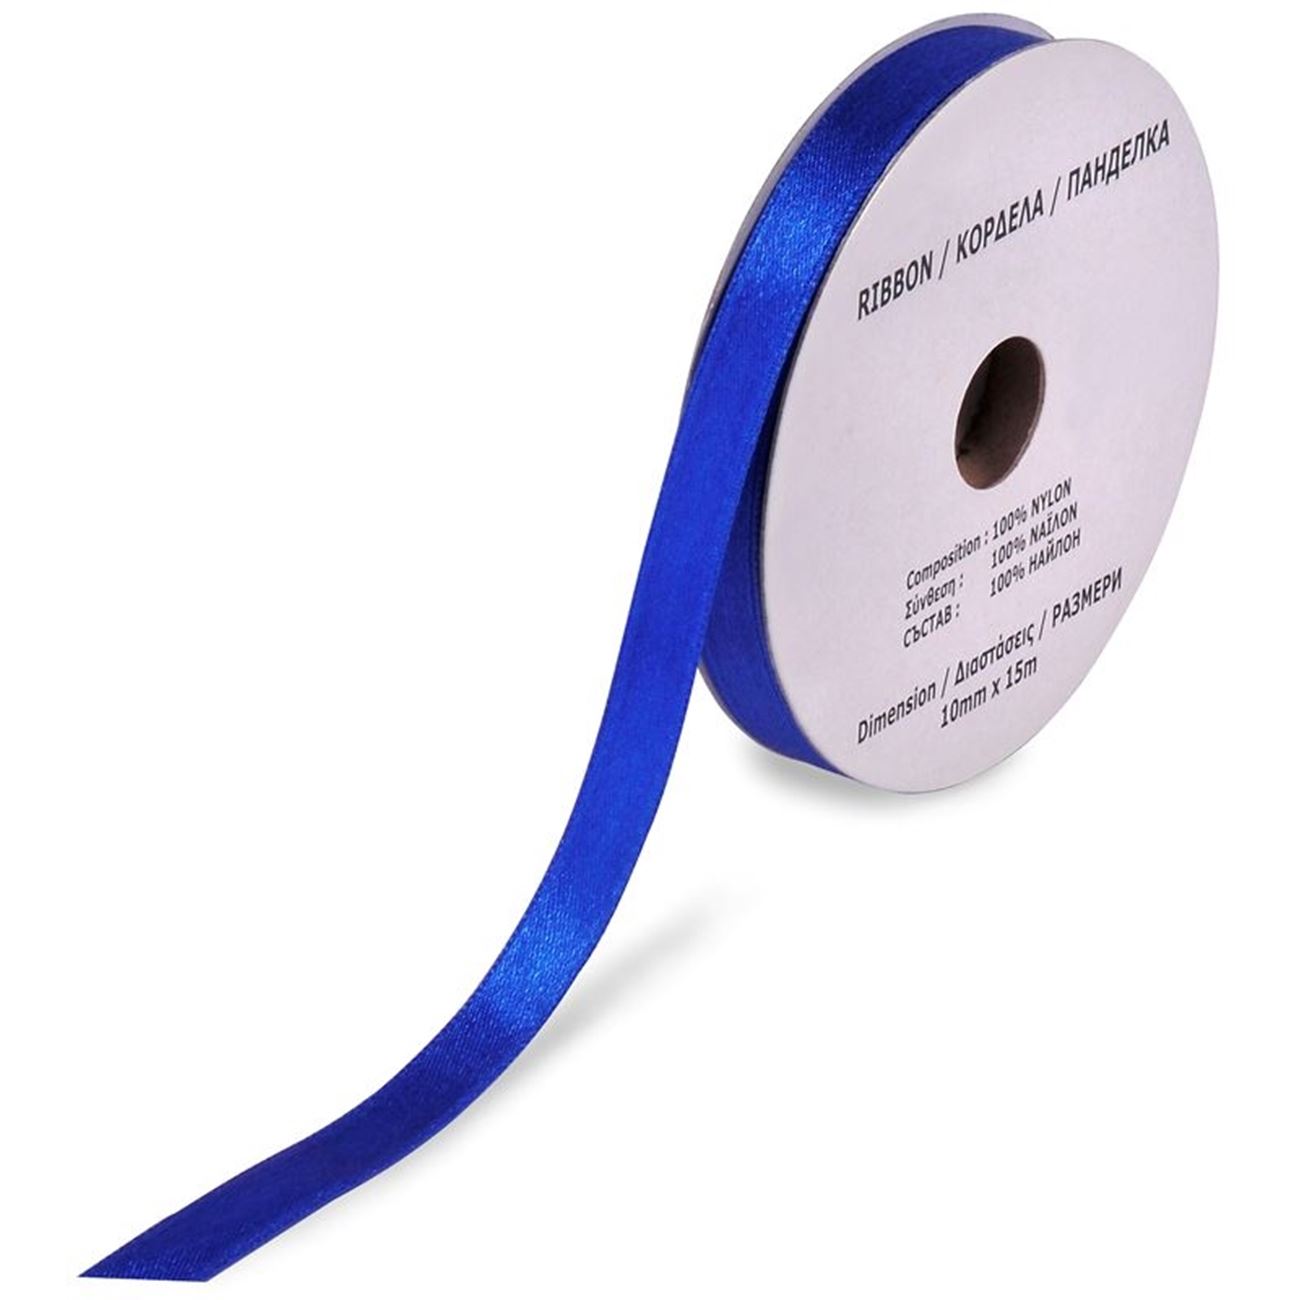 RIBBON / ΚΟΡΔΕΛΑ / ПАНДЕЛКА
Composition : 100% NYLON
Σύνθεση : 100% ΝΑΪΛΟΝ
СЪСТАВ : 100% НАЙЛОН
Dimension / Διαστάσεις / РАЗМЕРИ
10mm x 15m